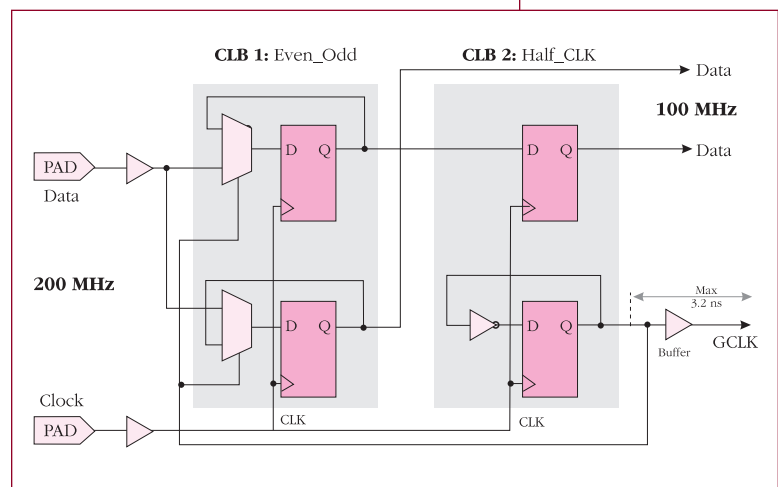 CLB 1: Even_Odd
CLB 2: Half_CLK
Data
100 MHz
D Q
D Q
Data
PAD
Data
200 MHz
Max
3.2 ns
D Q
D Q
Buffer
GCLK
Clock
PAD
CLK
CLK